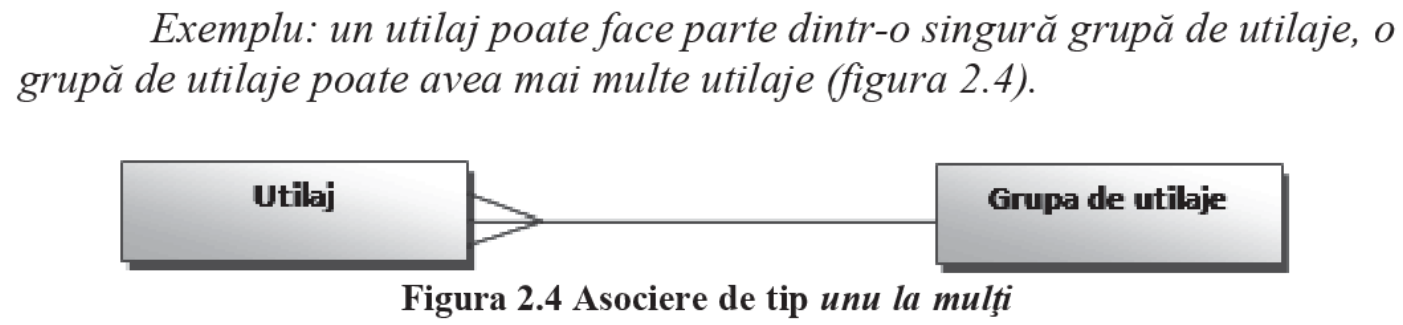 Exemplu: un utilaj poate face parte dintr-o singură grupă de utilaje, o
grupă de utilaje poate avea mai multe utilaje (figura 2.4).
Utilaj
Grupa de utilaje
Figura 2.4 Asociere de tip unu la mulţi